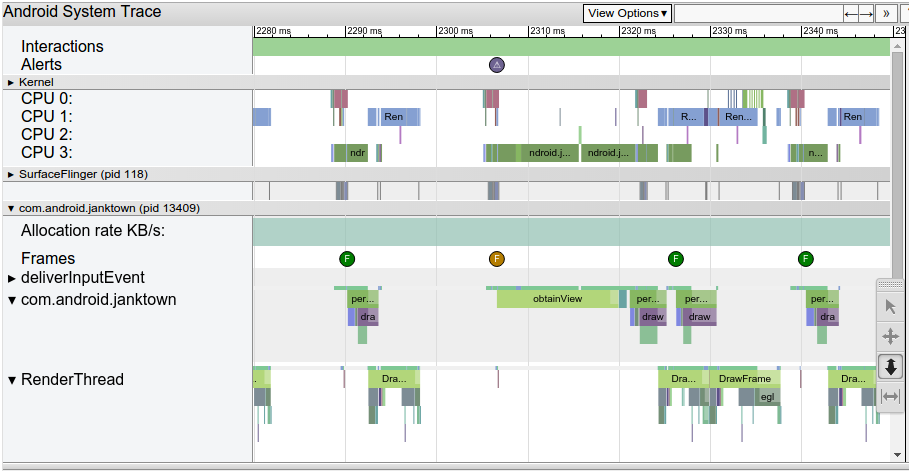 Android System Trace
View Options▾ ←→ » ?
2280 ms 2290 ms 2300 ms 2310 ms 2320 ms 2330 ms 2340 ms 23
Interactions
Alerts
▸ Kernel
CPU 0:
CPU 1: Ren R... Ren... Ren
CPU 2:
CPU 3: ndr ndroid.j... ndroid.j... n...
▸ SurfaceFlinger (pid 118)
▾ com.android.janktown (pid 13409)
Allocation rate KB/s:
Frames F F F F
▸ deliverInputEvent
▾ com.android.janktown per... obtainView per... per... per...
dra draw draw dra
▾ RenderThread . Dra... Dra... DrawFrame Dra...
egl